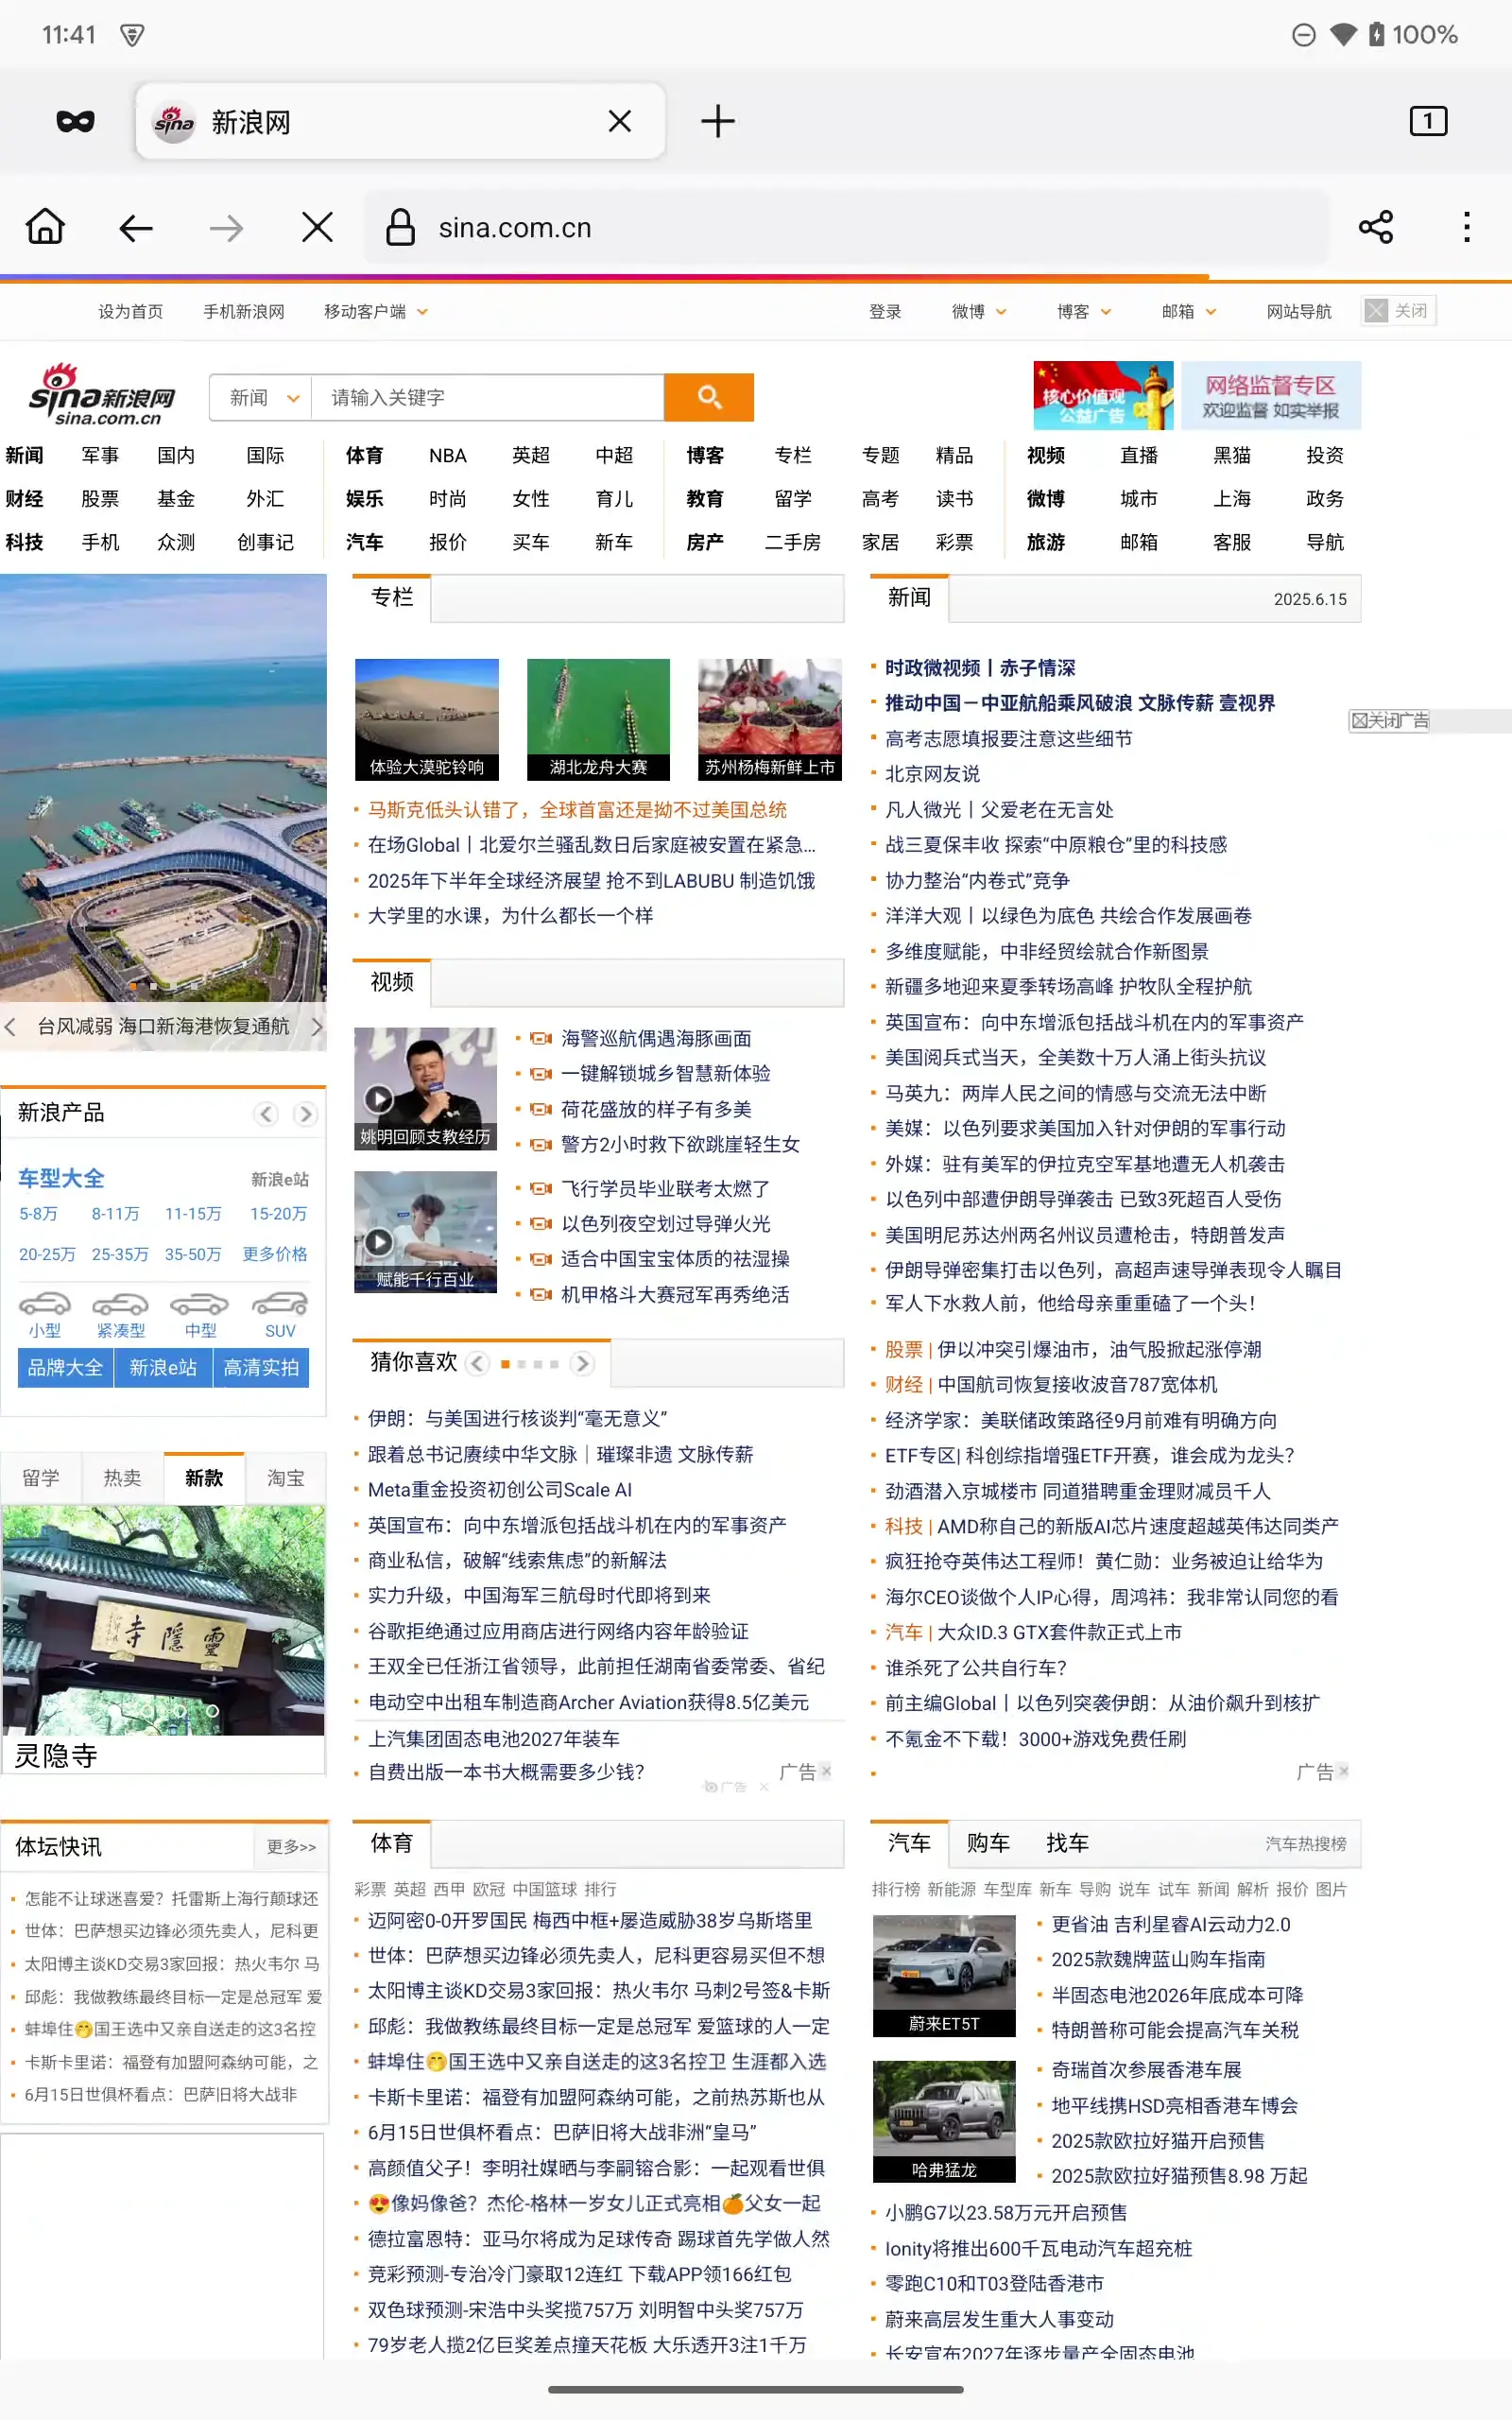 11:41
100%
新浪网
1
sina.com.cn
设为首页 手机新浪网 移动客户端 登录 微博 博客 邮箱 网站导航 关闭
sina新浪网
sina.com.cn
新闻 请输入关键字
核心价值观
公益广告
网络监督专区
欢迎监督 如实举报
新闻 军事 国内 国际 体育 NBA 英超 中超 博客 专栏 专题 精品 视频 直播 黑猫 投资
财经 股票 基金 外汇 娱乐 时尚 女性 育儿 教育 留学 高考 读书 微博 城市 上海 政务
科技 手机 众测 创事记 汽车 报价 买车 新车 房产 二手房 家居 彩票 旅游 邮箱 客服 导航
台风减弱 海口新海港恢复通航
新浪产品
车型大全 新浪e站
5-8万 8-11万 11-15万 15-20万
20-25万 25-35万 35-50万 更多价格
小型 紧凑型 中型 SUV
品牌大全 新浪e站 高清实拍
留学 热卖 新款 淘宝
靈隱寺
灵隐寺
体坛快讯 更多>>
怎能不让球迷喜爱？托雷斯上海行颠球还
世体：巴萨想买边锋必须先卖人，尼科更
太阳博主谈KD交易3家回报：热火韦尔 马
邱彪：我做教练最终目标一定是总冠军 爱
蚌埠住🤭国王选中又亲自送走的这3名控
卡斯卡里诺：福登有加盟阿森纳可能，之
6月15日世俱杯看点：巴萨旧将大战非
专栏
体验大漠驼铃响
湖北龙舟大赛
苏州杨梅新鲜上市
马斯克低头认错了，全球首富还是拗不过美国总统
在场Global丨北爱尔兰骚乱数日后家庭被安置在紧急...
2025年下半年全球经济展望 抢不到LABUBU 制造饥饿
大学里的水课，为什么都长一个样
视频
姚明回顾支教经历
海警巡航偶遇海豚画面
一键解锁城乡智慧新体验
荷花盛放的样子有多美
警方2小时救下欲跳崖轻生女
赋能千行百业
飞行学员毕业联考太燃了
以色列夜空划过导弹火光
适合中国宝宝体质的祛湿操
机甲格斗大赛冠军再秀绝活
猜你喜欢
伊朗：与美国进行核谈判“毫无意义”
跟着总书记赓续中华文脉｜璀璨非遗 文脉传薪
Meta重金投资初创公司Scale AI
英国宣布：向中东增派包括战斗机在内的军事资产
商业私信，破解“线索焦虑”的新解法
实力升级，中国海军三航母时代即将到来
谷歌拒绝通过应用商店进行网络内容年龄验证
王双全已任浙江省领导，此前担任湖南省委常委、省纪
电动空中出租车制造商Archer Aviation获得8.5亿美元
上汽集团固态电池2027年装车
自费出版一本书大概需要多少钱？ 广告
广告
体育
彩票 英超 西甲 欧冠 中国篮球 排行
迈阿密0-0开罗国民 梅西中框+屡造威胁38岁乌斯塔里
世体：巴萨想买边锋必须先卖人，尼科更容易买但不想
太阳博主谈KD交易3家回报：热火韦尔 马刺2号签&卡斯
邱彪：我做教练最终目标一定是总冠军 爱篮球的人一定
蚌埠住🤭国王选中又亲自送走的这3名控卫 生涯都入选
卡斯卡里诺：福登有加盟阿森纳可能，之前热苏斯也从
6月15日世俱杯看点：巴萨旧将大战非洲“皇马”
高颜值父子！李明社媒晒与李嗣镕合影：一起观看世俱
😍像妈像爸？杰伦-格林一岁女儿正式亮相🍊父女一起
德拉富恩特：亚马尔将成为足球传奇 踢球首先学做人然
竞彩预测-专治冷门豪取12连红 下载APP领166红包
双色球预测-宋浩中头奖揽757万 刘明智中头奖757万
79岁老人揽2亿巨奖差点撞天花板 大乐透开3注1千万
新闻 2025.6.15
时政微视频丨赤子情深
推动中国－中亚航船乘风破浪 文脉传薪 壹视界
高考志愿填报要注意这些细节
北京网友说
凡人微光丨父爱老在无言处
战三夏保丰收 探索“中原粮仓”里的科技感
协力整治“内卷式”竞争
洋洋大观丨以绿色为底色 共绘合作发展画卷
多维度赋能，中非经贸绘就合作新图景
新疆多地迎来夏季转场高峰 护牧队全程护航
英国宣布：向中东增派包括战斗机在内的军事资产
美国阅兵式当天，全美数十万人涌上街头抗议
马英九：两岸人民之间的情感与交流无法中断
美媒：以色列要求美国加入针对伊朗的军事行动
外媒：驻有美军的伊拉克空军基地遭无人机袭击
以色列中部遭伊朗导弹袭击 已致3死超百人受伤
美国明尼苏达州两名州议员遭枪击，特朗普发声
伊朗导弹密集打击以色列，高超声速导弹表现令人瞩目
军人下水救人前，他给母亲重重磕了一个头！
股票 | 伊以冲突引爆油市，油气股掀起涨停潮
财经 | 中国航司恢复接收波音787宽体机
经济学家：美联储政策路径9月前难有明确方向
ETF专区| 科创综指增强ETF开赛，谁会成为龙头？
劲酒潜入京城楼市 同道猎聘重金理财减员千人
科技 | AMD称自己的新版AI芯片速度超越英伟达同类产
疯狂抢夺英伟达工程师！黄仁勋：业务被迫让给华为
海尔CEO谈做个人IP心得，周鸿祎：我非常认同您的看
汽车 | 大众ID.3 GTX套件款正式上市
谁杀死了公共自行车？
前主编Global丨以色列突袭伊朗：从油价飙升到核扩
不氪金不下载！3000+游戏免费任刷
广告
关闭广告
汽车 购车 找车 汽车热搜榜
排行榜 新能源 车型库 新车 导购 说车 试车 新闻 解析 报价 图片
蔚来ET5T
更省油 吉利星睿AI云动力2.0
2025款魏牌蓝山购车指南
半固态电池2026年底成本可降
特朗普称可能会提高汽车关税
哈弗猛龙
奇瑞首次参展香港车展
地平线携HSD亮相香港车博会
2025款欧拉好猫开启预售
2025款欧拉好猫预售8.98 万起
小鹏G7以23.58万元开启预售
Ionity将推出600千瓦电动汽车超充桩
零跑C10和T03登陆香港市
蔚来高层发生重大人事变动
长安宣布2027年逐步量产全固态电池